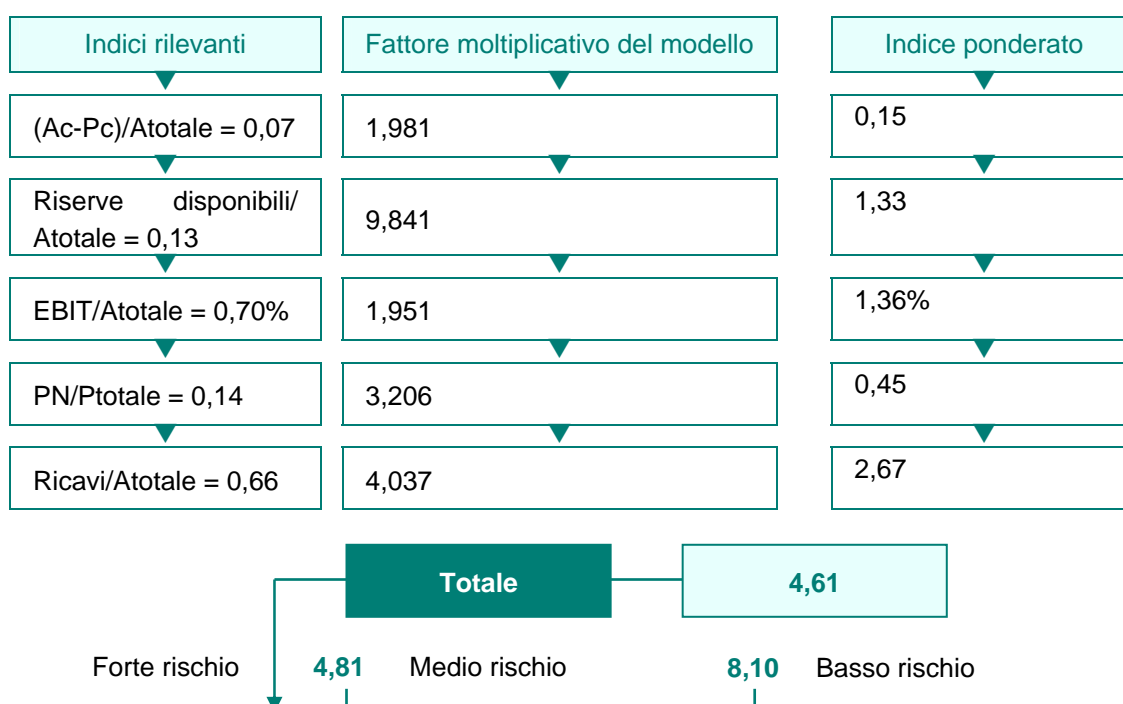 Indici rilevanti
Fattore moltiplicativo del modello
Indice ponderato
(Ac-Pc)/Atotale = 0,07
1,981
0,15
Riserve disponibili/
Atotale = 0,13
9,841
1,33
EBIT/Atotale = 0,70%
1,951
1,36%
PN/Ptotale = 0,14
3,206
0,45
Ricavi/Atotale = 0,66
4,037
2,67
Totale
4,61
Forte rischio
4,81
Medio rischio
8,10
Basso rischio